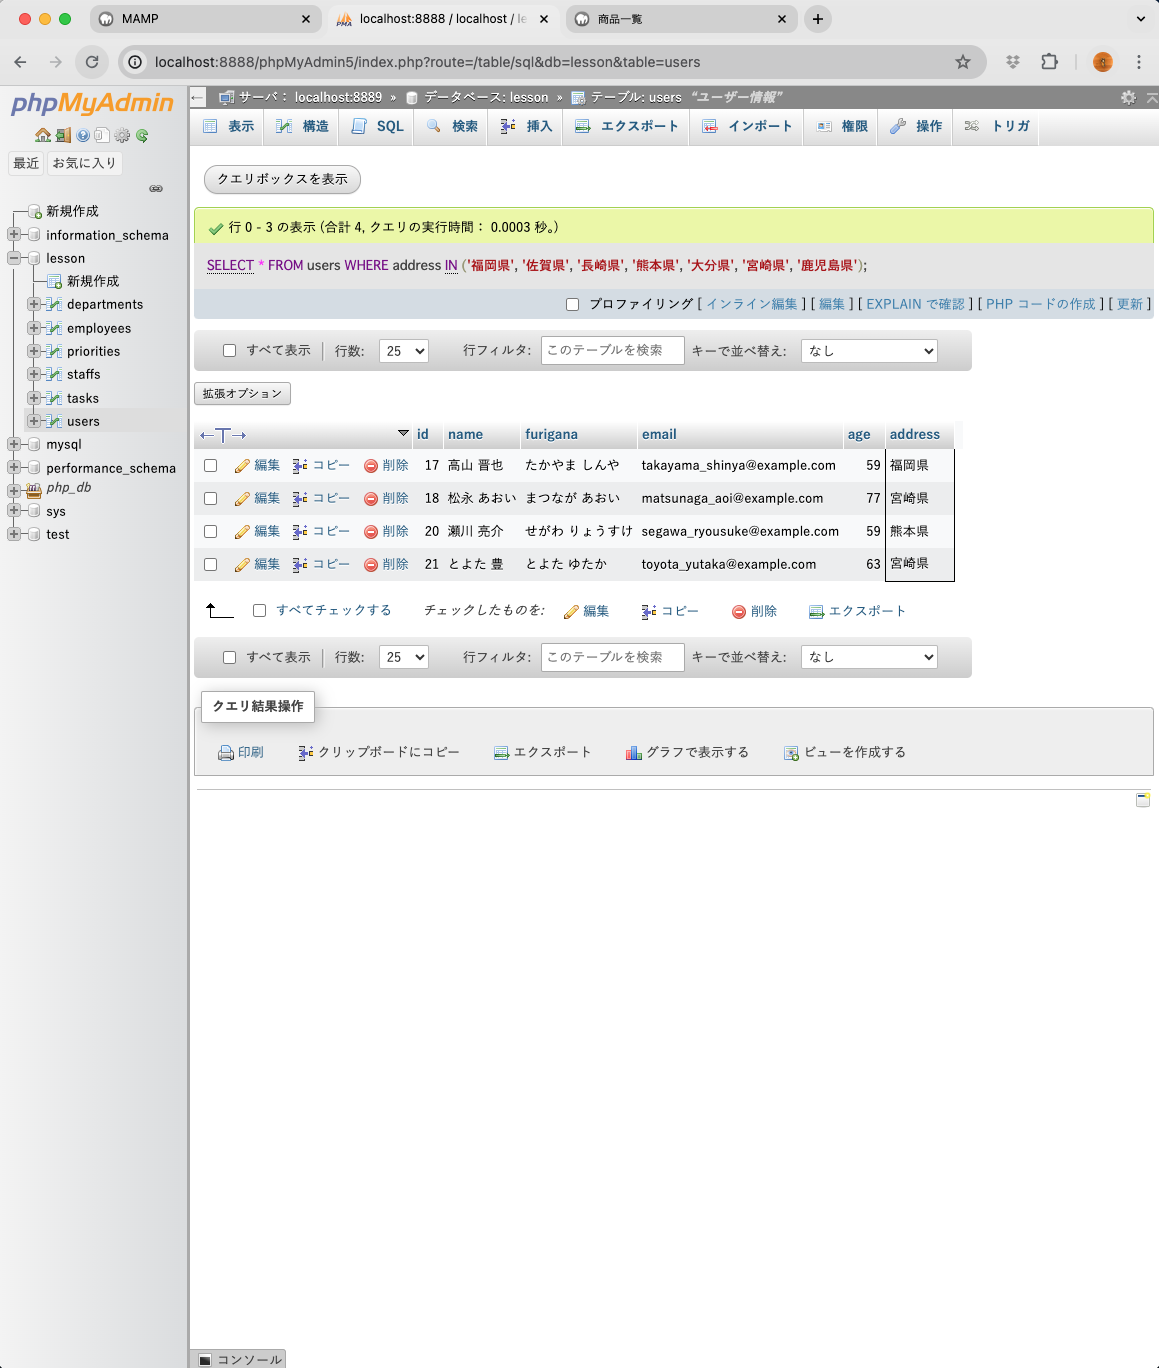 MAMP
localhost:8888 / localhost / le
商品一覧
localhost:8888/phpMyAdmin5/index.php?route=/table/sql&db=lesson&table=users
phpMyAdmin
最近 お気に入り
新規作成
information_schema
lesson
新規作成
departments
employees
priorities
staffs
tasks
users
mysql
performance_schema
php_db
sys
test
サーバ: localhost:8889 » データベース: lesson » テーブル: users “ユーザー情報”
表示 構造 SQL 検索 挿入 エクスポート インポート 権限 操作 トリガ
クエリボックスを表示
行 0 - 3 の表示 (合計 4, クエリの実行時間: 0.0003 秒。)
SELECT * FROM users WHERE address IN ('福岡県', '佐賀県', '長崎県', '熊本県', '大分県', '宮崎県', '鹿児島県');
プロファイリング [ インライン編集 ] [ 編集 ] [ EXPLAIN で確認 ] [ PHP コードの作成 ] [ 更新 ]
すべて表示 行数: 25 行フィルタ: このテーブルを検索 キーで並べ替え: なし
拡張オプション
←T→ id name furigana email age address
編集 コピー 削除 17 高山 晋也 たかやま しんや takayama_shinya@example.com 59 福岡県
編集 コピー 削除 18 松永 あおい まつなが あおい matsunaga_aoi@example.com 77 宮崎県
編集 コピー 削除 20 瀬川 亮介 せがわ りょうすけ segawa_ryousuke@example.com 59 熊本県
編集 コピー 削除 21 とよた 豊 とよた ゆたか toyota_yutaka@example.com 63 宮崎県
すべてチェックする チェックしたものを: 編集 コピー 削除 エクスポート
すべて表示 行数: 25 行フィルタ: このテーブルを検索 キーで並べ替え: なし
クエリ結果操作
印刷 クリップボードにコピー エクスポート グラフで表示する ビューを作成する
コンソール